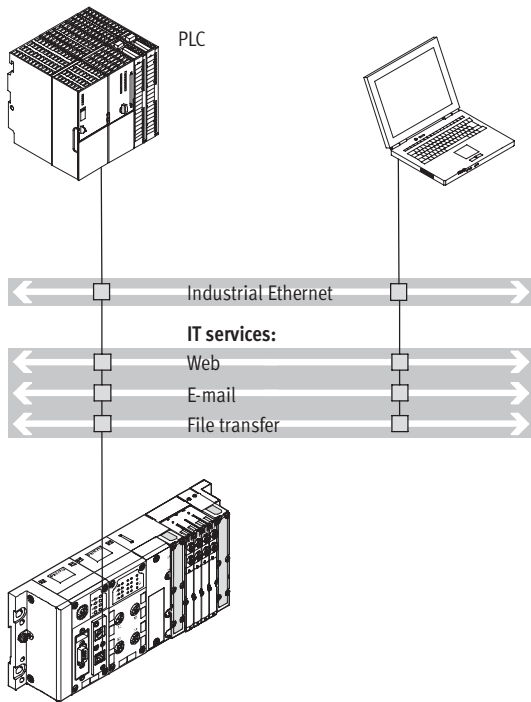 PLC
Industrial Ethernet
IT services:
Web
E-mail
File transfer